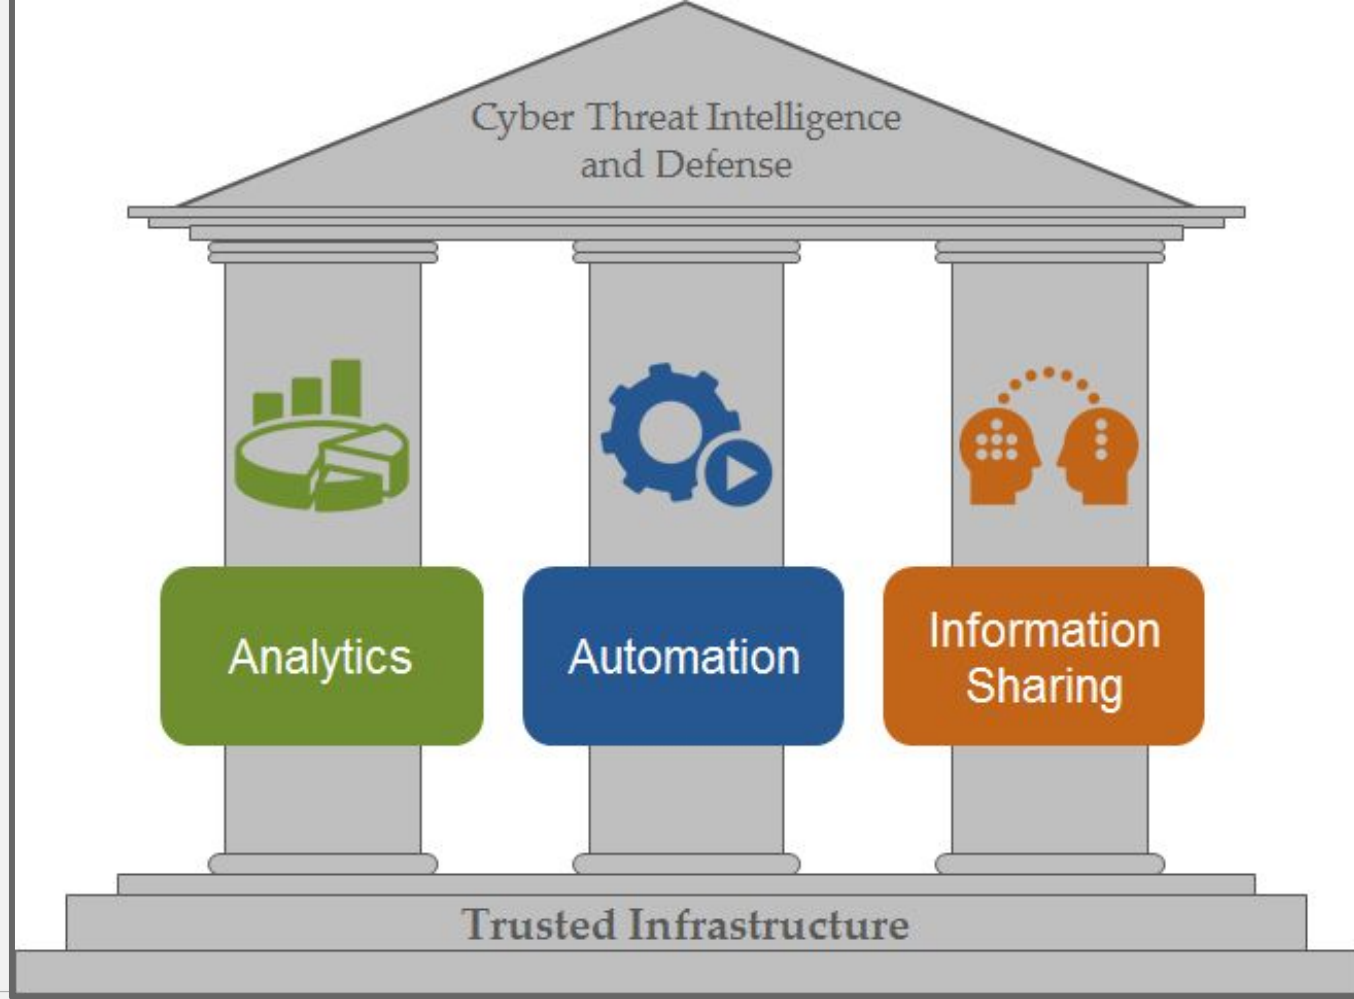 Cyber Threat Intelligence
and Defense
Analytics
Automation
Information
Sharing
Trusted Infrastructure